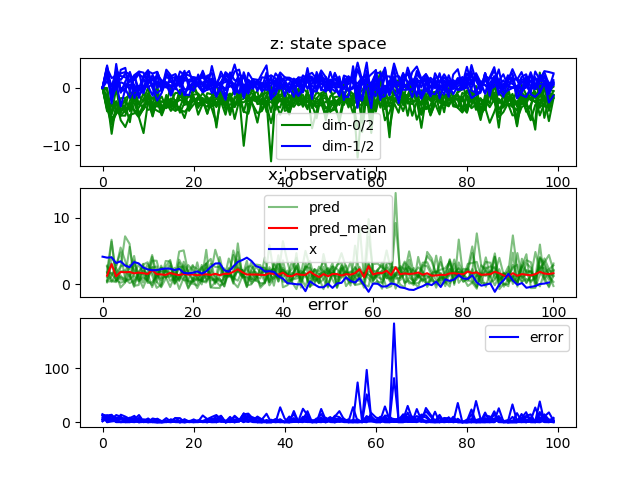 z: state space
0
−10
dim-0/2
dim-1/2
0 20 40 60 80 100
x: observation
10
0
pred
pred_mean
x
0 20 40 60 80 100
error
100
0
error
0 20 40 60 80 100